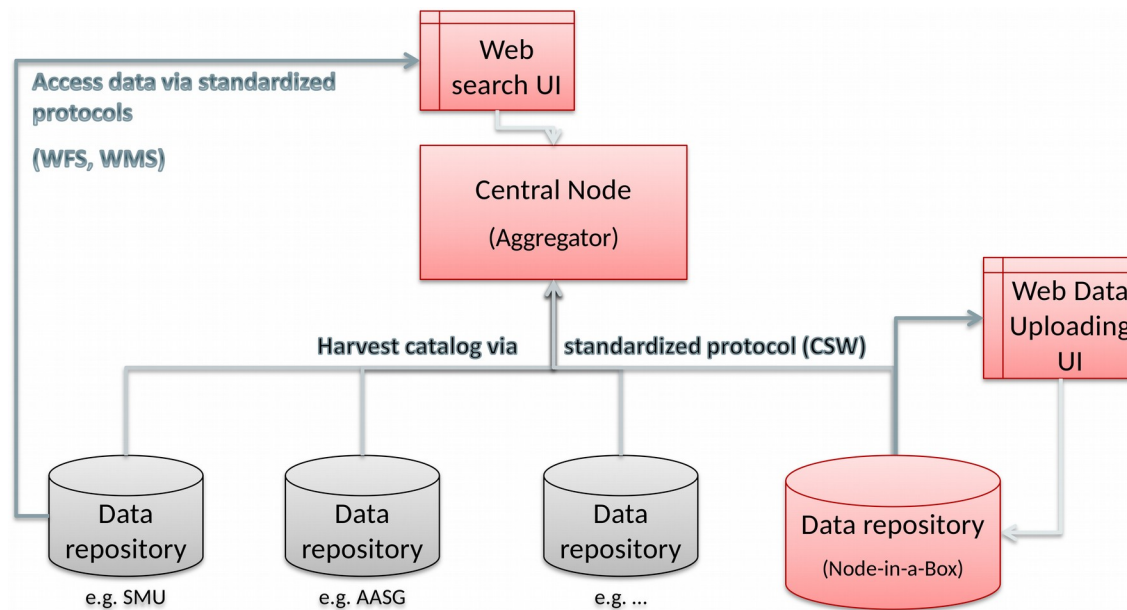 Web
search UI
Access data via standardized
protocols
(WFS, WMS)
Central Node
(Aggregator)
Web Data
Uploading
UI
Harvest catalog via standardized protocol (CSW)
Data
repository
e.g. SMU
Data
repository
e.g. AASG
Data
repository
e.g. ...
Data repository
(Node-in-a-Box)